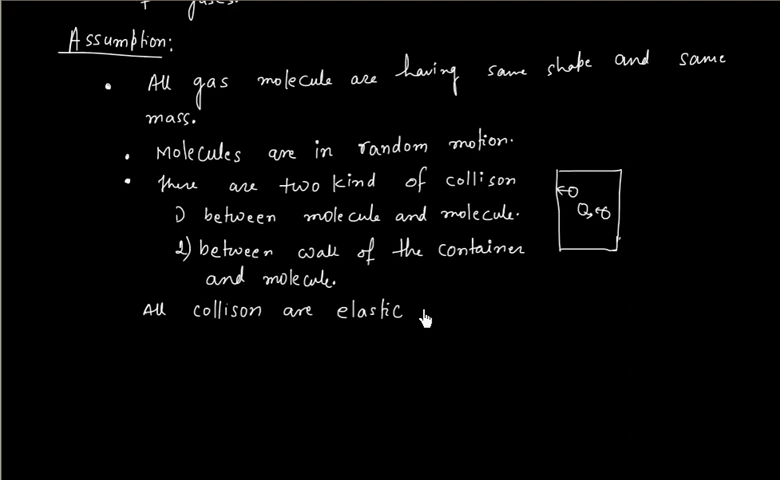 gases.
Assumption:
• All gas molecule are having same shape and same
mass.
• Molecules are in random motion.
• there are two kind of collison
1) between molecule and molecule.
2) between wall of the container
and molecule.
All collison are elastic